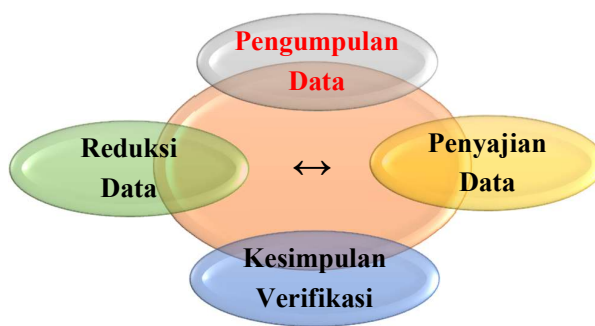 Pengumpulan
Data
Reduksi
Data
↔
Penyajian
Data
Kesimpulan
Verifikasi